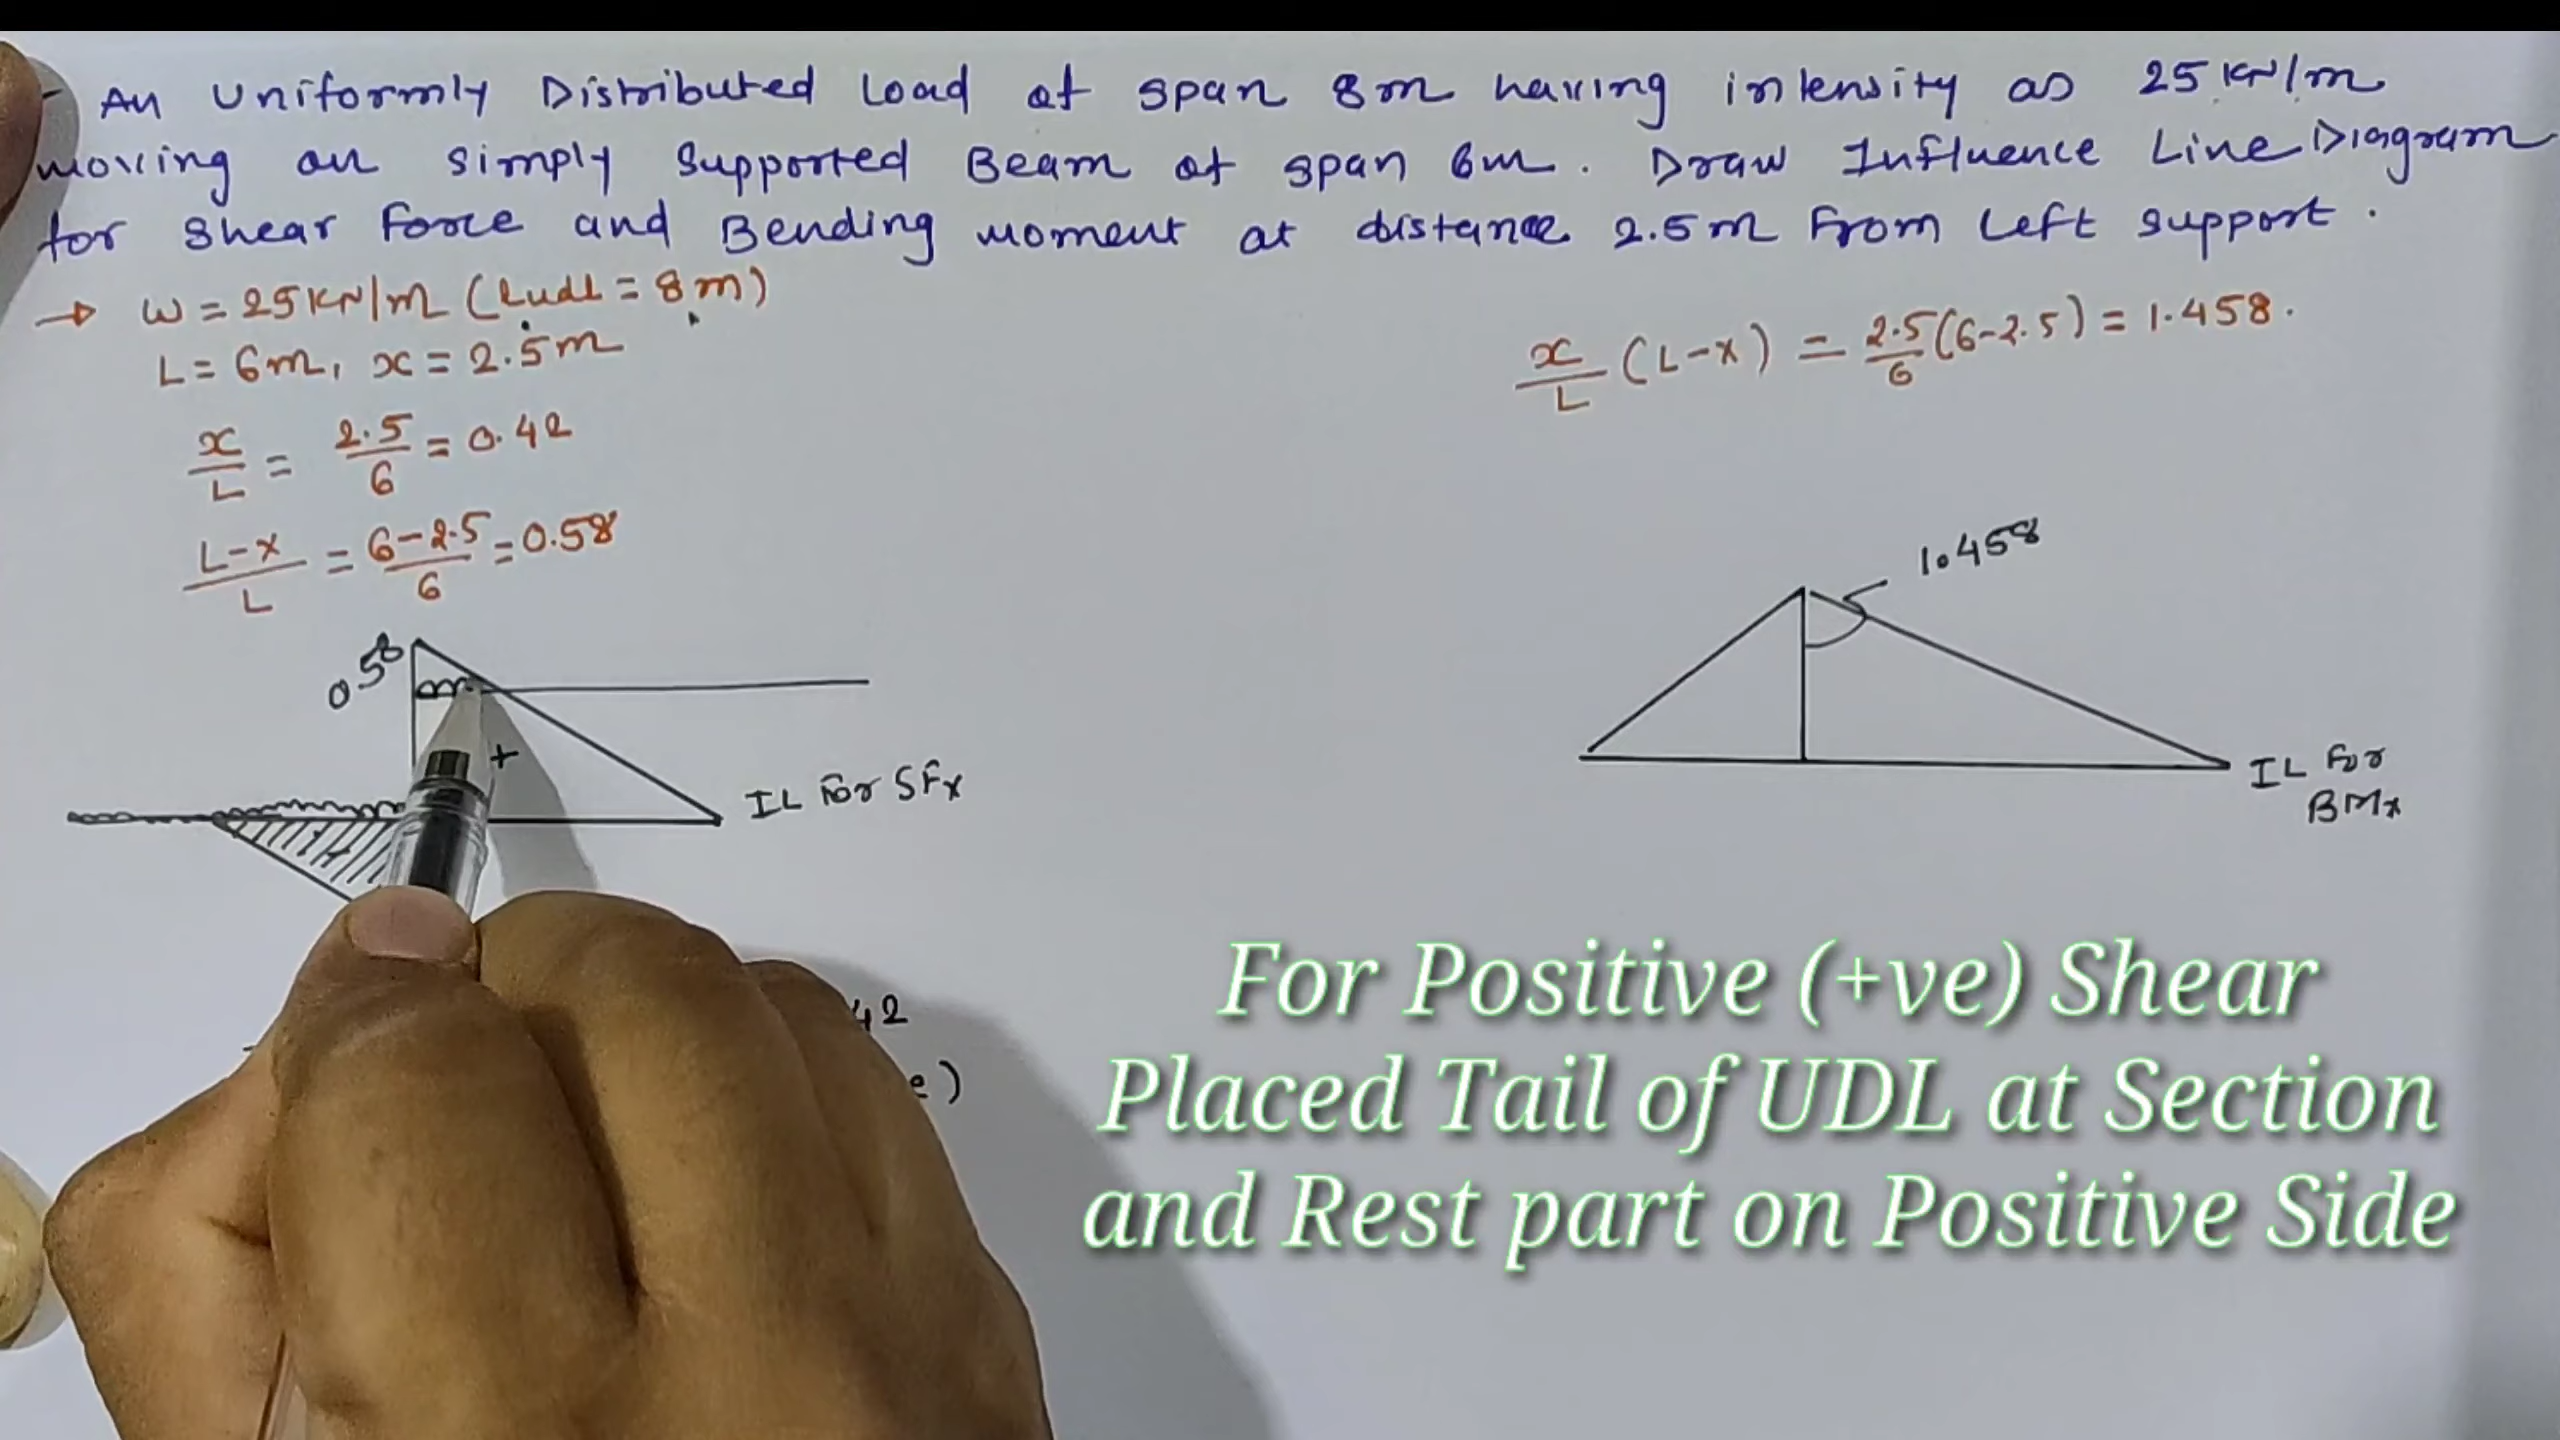 An Uniformly Distributed Load of span 8m having intensity as 25 KN/m
moving on simply supported Beam of span 6m. Draw Influence Line Diagram
for shear force and Bending moment at distance 2.5m from left support.
→ W = 25 KN/m (Ludl = 8m)
L = 6m, x = 2.5m
x/L = 2.5/6 = 0.42
L-x/L = 6-2.5/6 = 0.58
x/L (L-x) = 2.5/6 (6-2.5) = 1.458.
0.58
+
IL For SFx
1.458
IL For
BMx
42
e)
For Positive (+ve) Shear
Placed Tail of UDL at Section
and Rest part on Positive Side